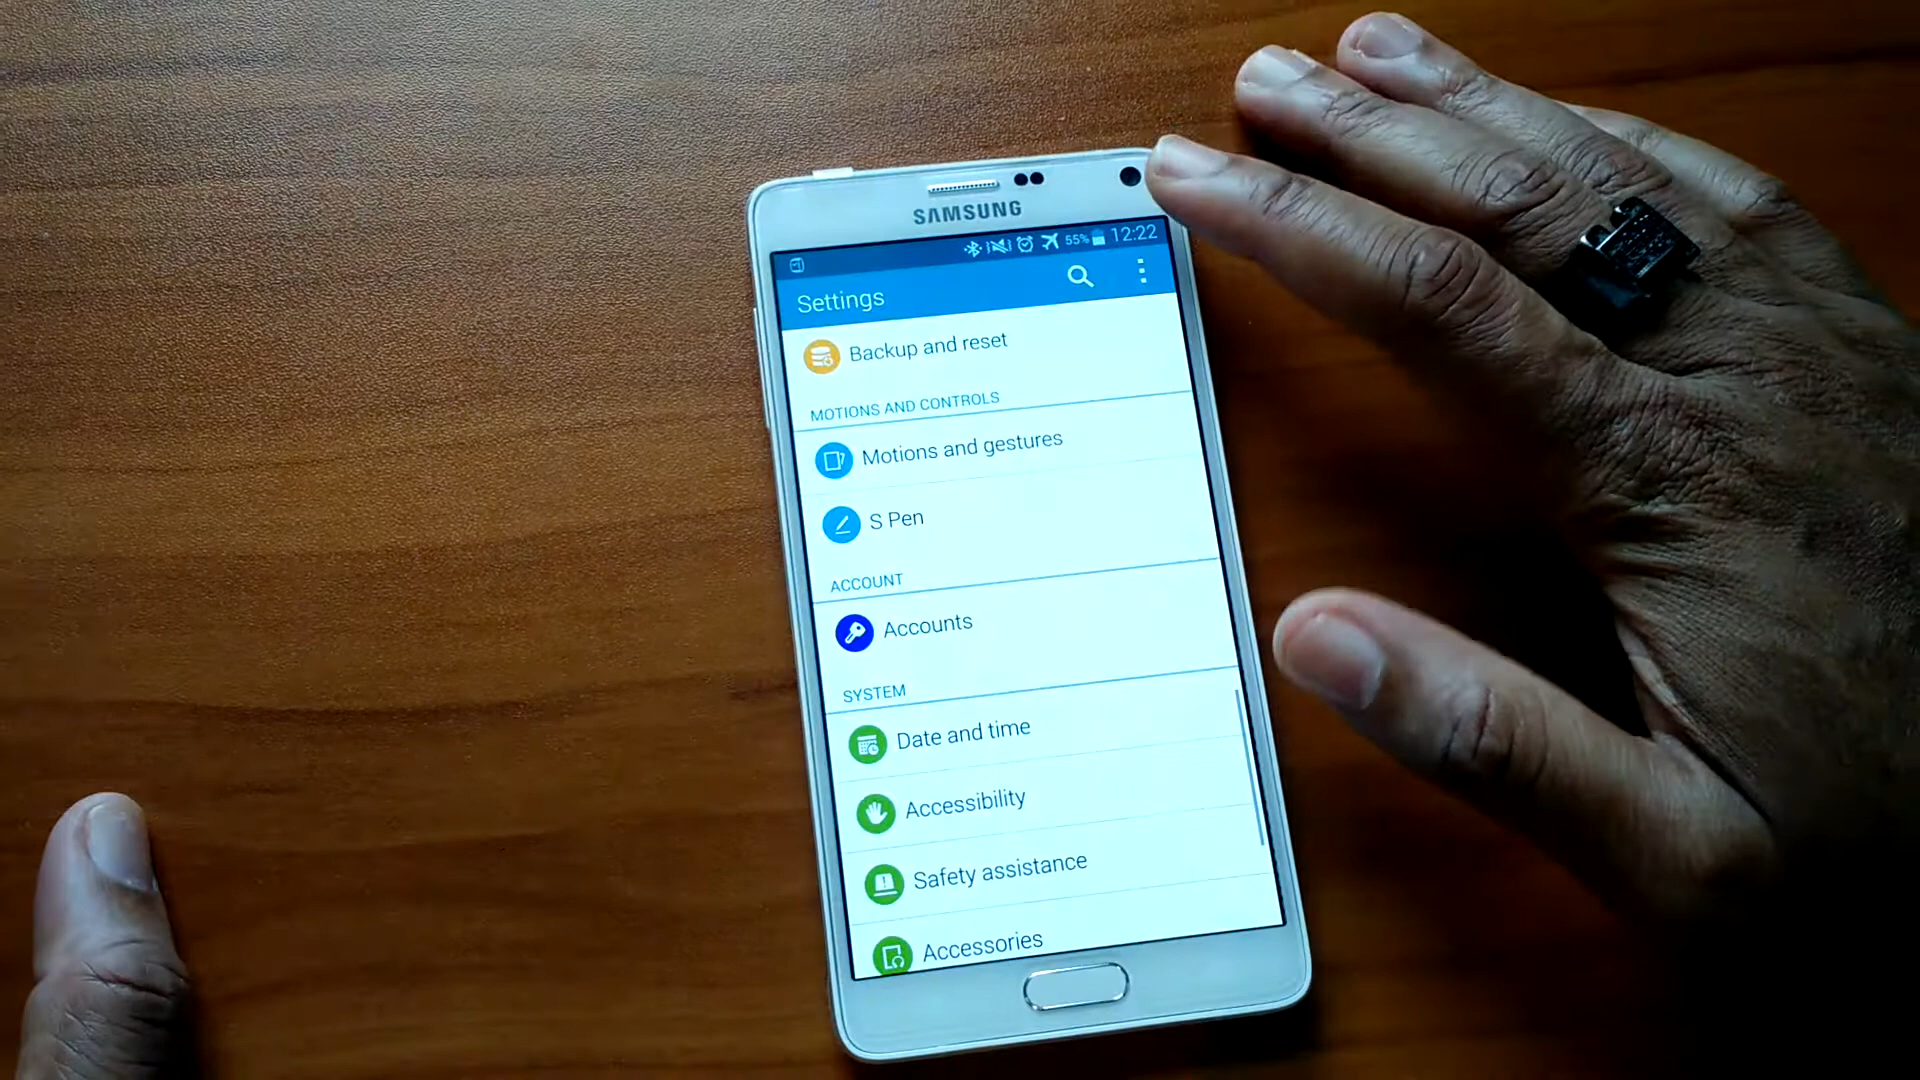 SAMSUNG
55% 12:22
Settings
Backup and reset
MOTIONS AND CONTROLS
Motions and gestures
S Pen
ACCOUNT
Accounts
SYSTEM
Date and time
Accessibility
Safety assistance
Accessories